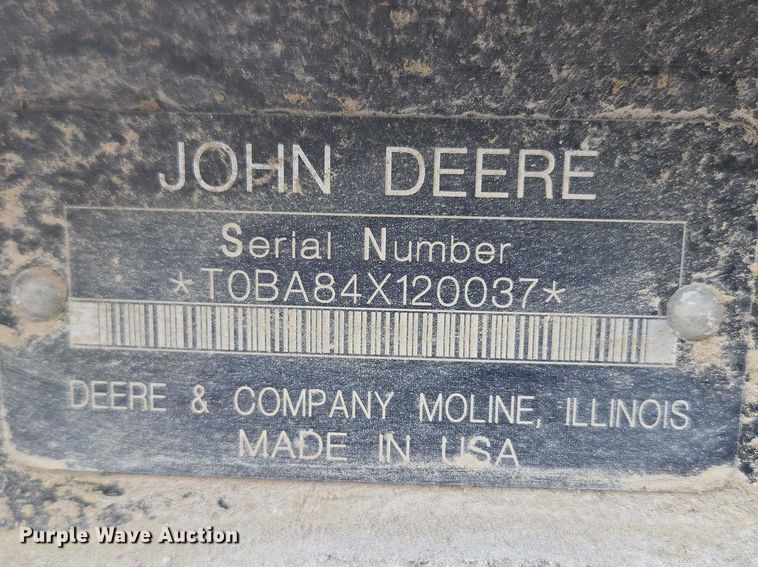 JOHN DEERE
Serial Number
*T0BA84X120037*
DEERE & COMPANY MOLINE, ILLINOIS
MADE IN USA
Purple Wave Auction